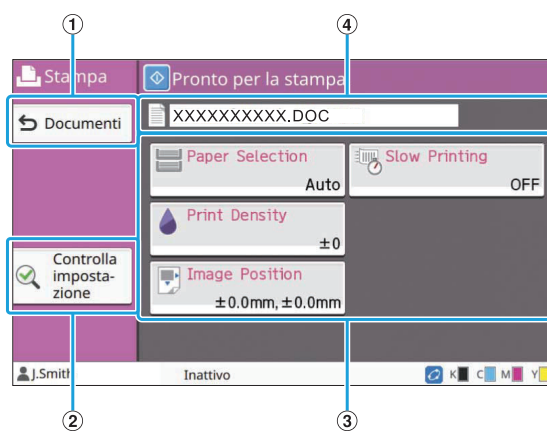 ① ④
Stampa
Pronto per la stampa
Documenti
XXXXXXXXXX.DOC
Paper Selection
Auto
Slow Printing
OFF
Print Density
±0
Controlla
imposta-
zione
Image Position
±0.0mm, ±0.0mm
J.Smith
Inattivo
K C M Y
② ③